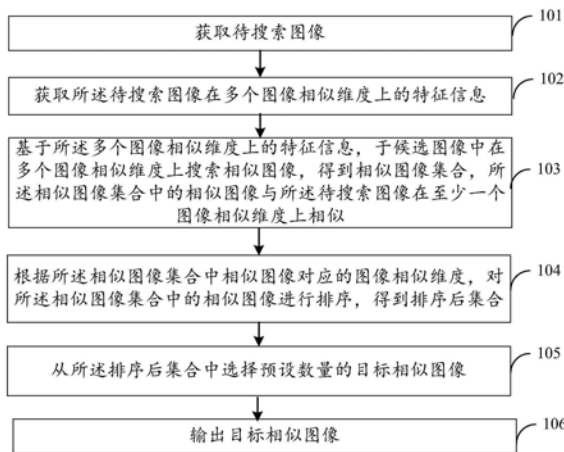 获取待搜索图像
101
获取所述待搜索图像在多个图像相似维度上的特征信息
102
基于所述多个图像相似维度上的特征信息，于候选图像中在
多个图像相似维度上搜索相似图像，得到相似图像集合，所
述相似图像集合中的相似图像与所述待搜索图像在至少一个
图像相似维度上相似
103
根据所述相似图像集合中相似图像对应的图像相似维度，对
所述相似图像集合中的相似图像进行排序，得到排序后集合
104
从所述排序后集合中选择预设数量的目标相似图像
105
输出目标相似图像
106